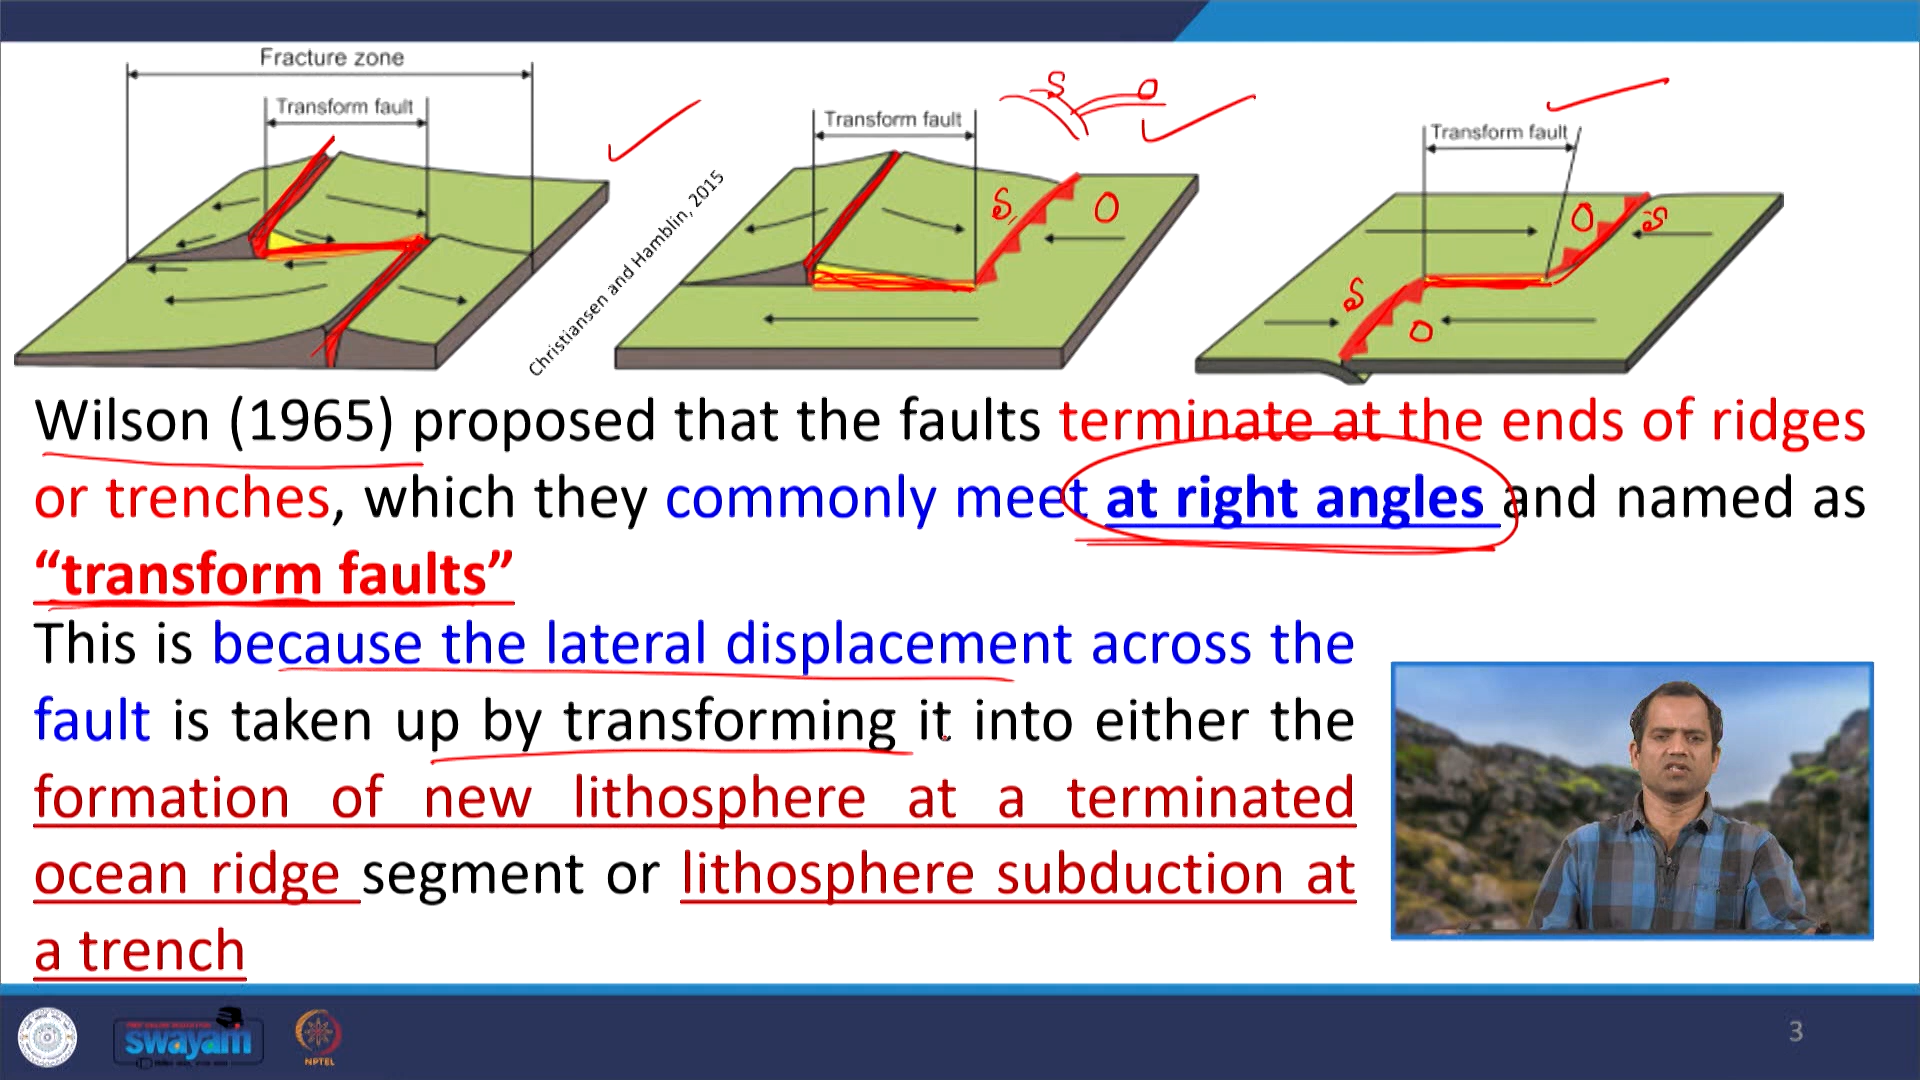 Fracture zone
Transform fault
Transform fault
Transform fault
S O
S O
O S
S O
Christiansen and Hamblin, 2015
Wilson (1965) proposed that the faults terminate at the ends of ridges
or trenches, which they commonly meet at right angles and named as
“transform faults”
This is because the lateral displacement across the
fault is taken up by transforming it into either the
formation of new lithosphere at a terminated
ocean ridge segment or lithosphere subduction at
a trench
swayam
NPTEL
3